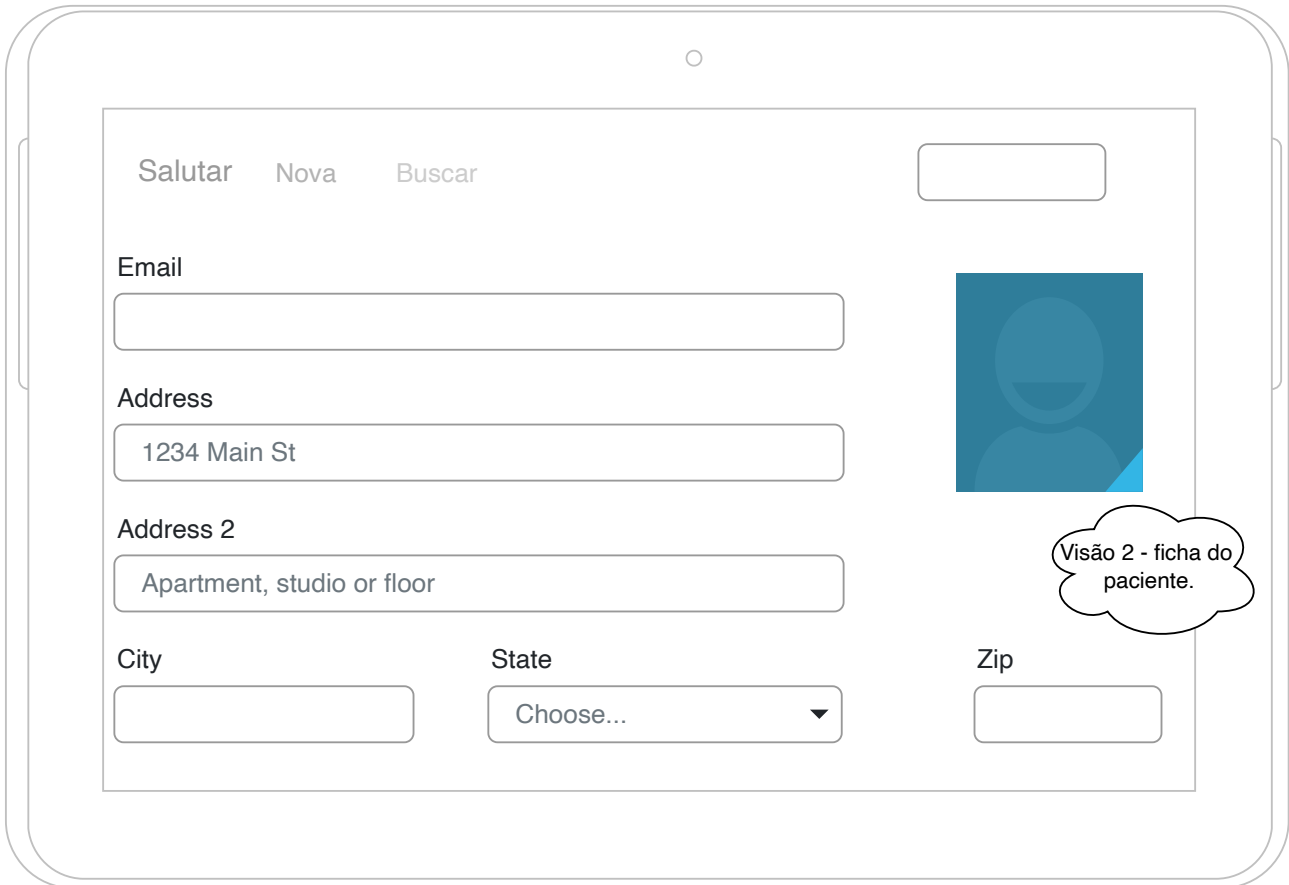 Salutar Nova Buscar
Email
Address
1234 Main St
Address 2
Apartment, studio or floor
Visão 2 - ficha do
paciente.
City State Zip
Choose...